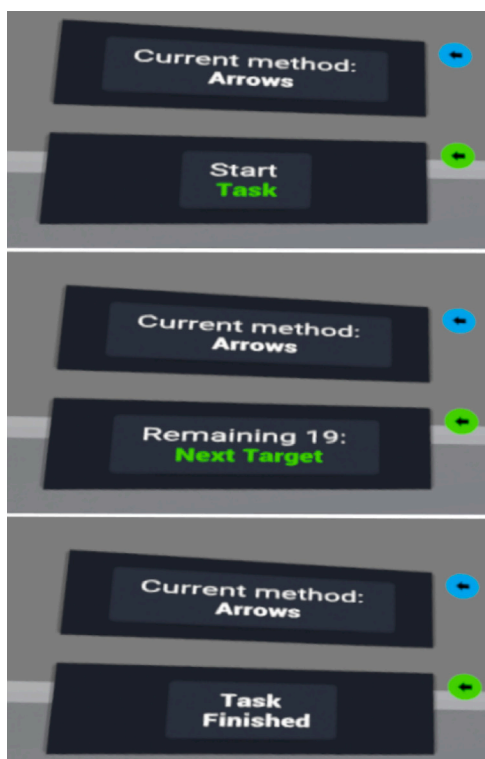 Current method:
Arrows
Start
Task
Current method:
Arrows
Remaining 19:
Next Target
Current method:
Arrows
Task
Finished